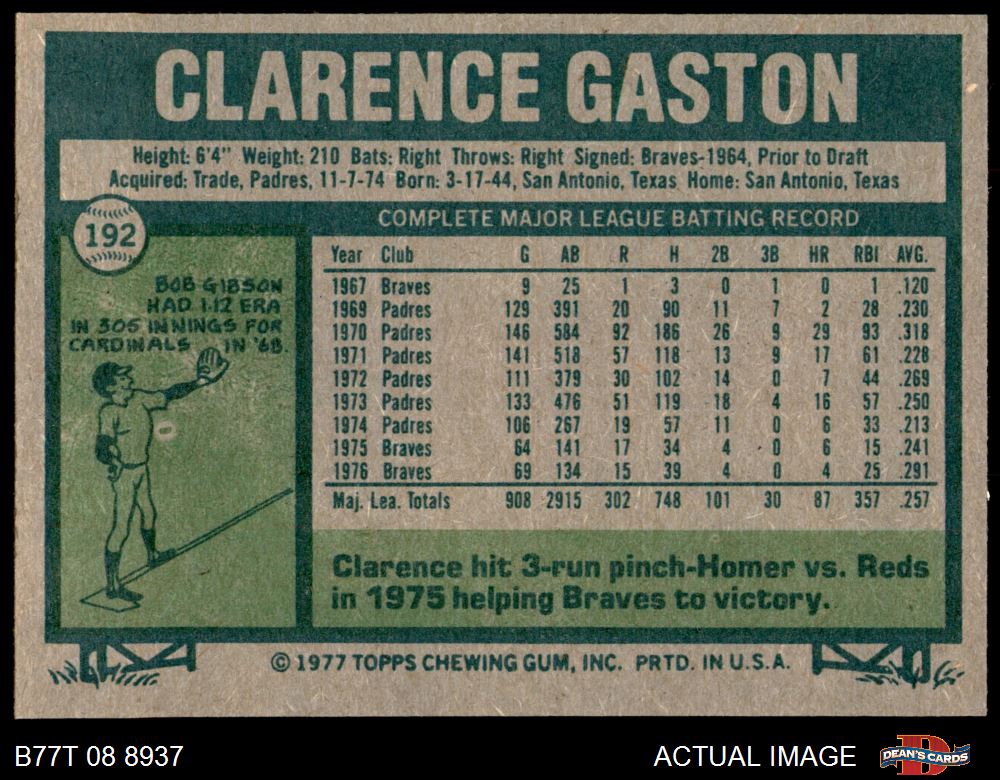 CLARENCE GASTON
Height: 6'4" Weight: 210 Bats: Right Throws: Right Signed: Braves-1964, Prior to Draft
Acquired: Trade, Padres, 11-7-74 Born: 3-17-44, San Antonio, Texas Home: San Antonio, Texas
192
BOB GIBSON
HAD 1.12 ERA
IN 305 INNINGS FOR
CARDINALS IN '68.
COMPLETE MAJOR LEAGUE BATTING RECORD
Year Club G AB R H 2B 3B HR RBI AVG.
1967 Braves 9 25 1 3 0 1 0 1 .120
1969 Padres 129 391 20 90 11 7 2 28 .230
1970 Padres 146 584 92 186 26 9 29 93 .318
1971 Padres 141 518 57 118 13 9 17 61 .228
1972 Padres 111 379 30 102 14 0 7 44 .269
1973 Padres 133 476 51 119 18 4 16 57 .250
1974 Padres 106 267 19 57 11 0 6 33 .213
1975 Braves 64 141 17 34 4 0 6 15 .241
1976 Braves 69 134 15 39 4 0 4 25 .291
Maj. Lea. Totals 908 2915 302 748 101 30 87 357 .257
Clarence hit 3-run pinch-Homer vs. Reds
in 1975 helping Braves to victory.
© 1977 TOPPS CHEWING GUM, INC. PRTD. IN U.S.A.
B77T 08 8937
ACTUAL IMAGE
DEAN'S CARDS